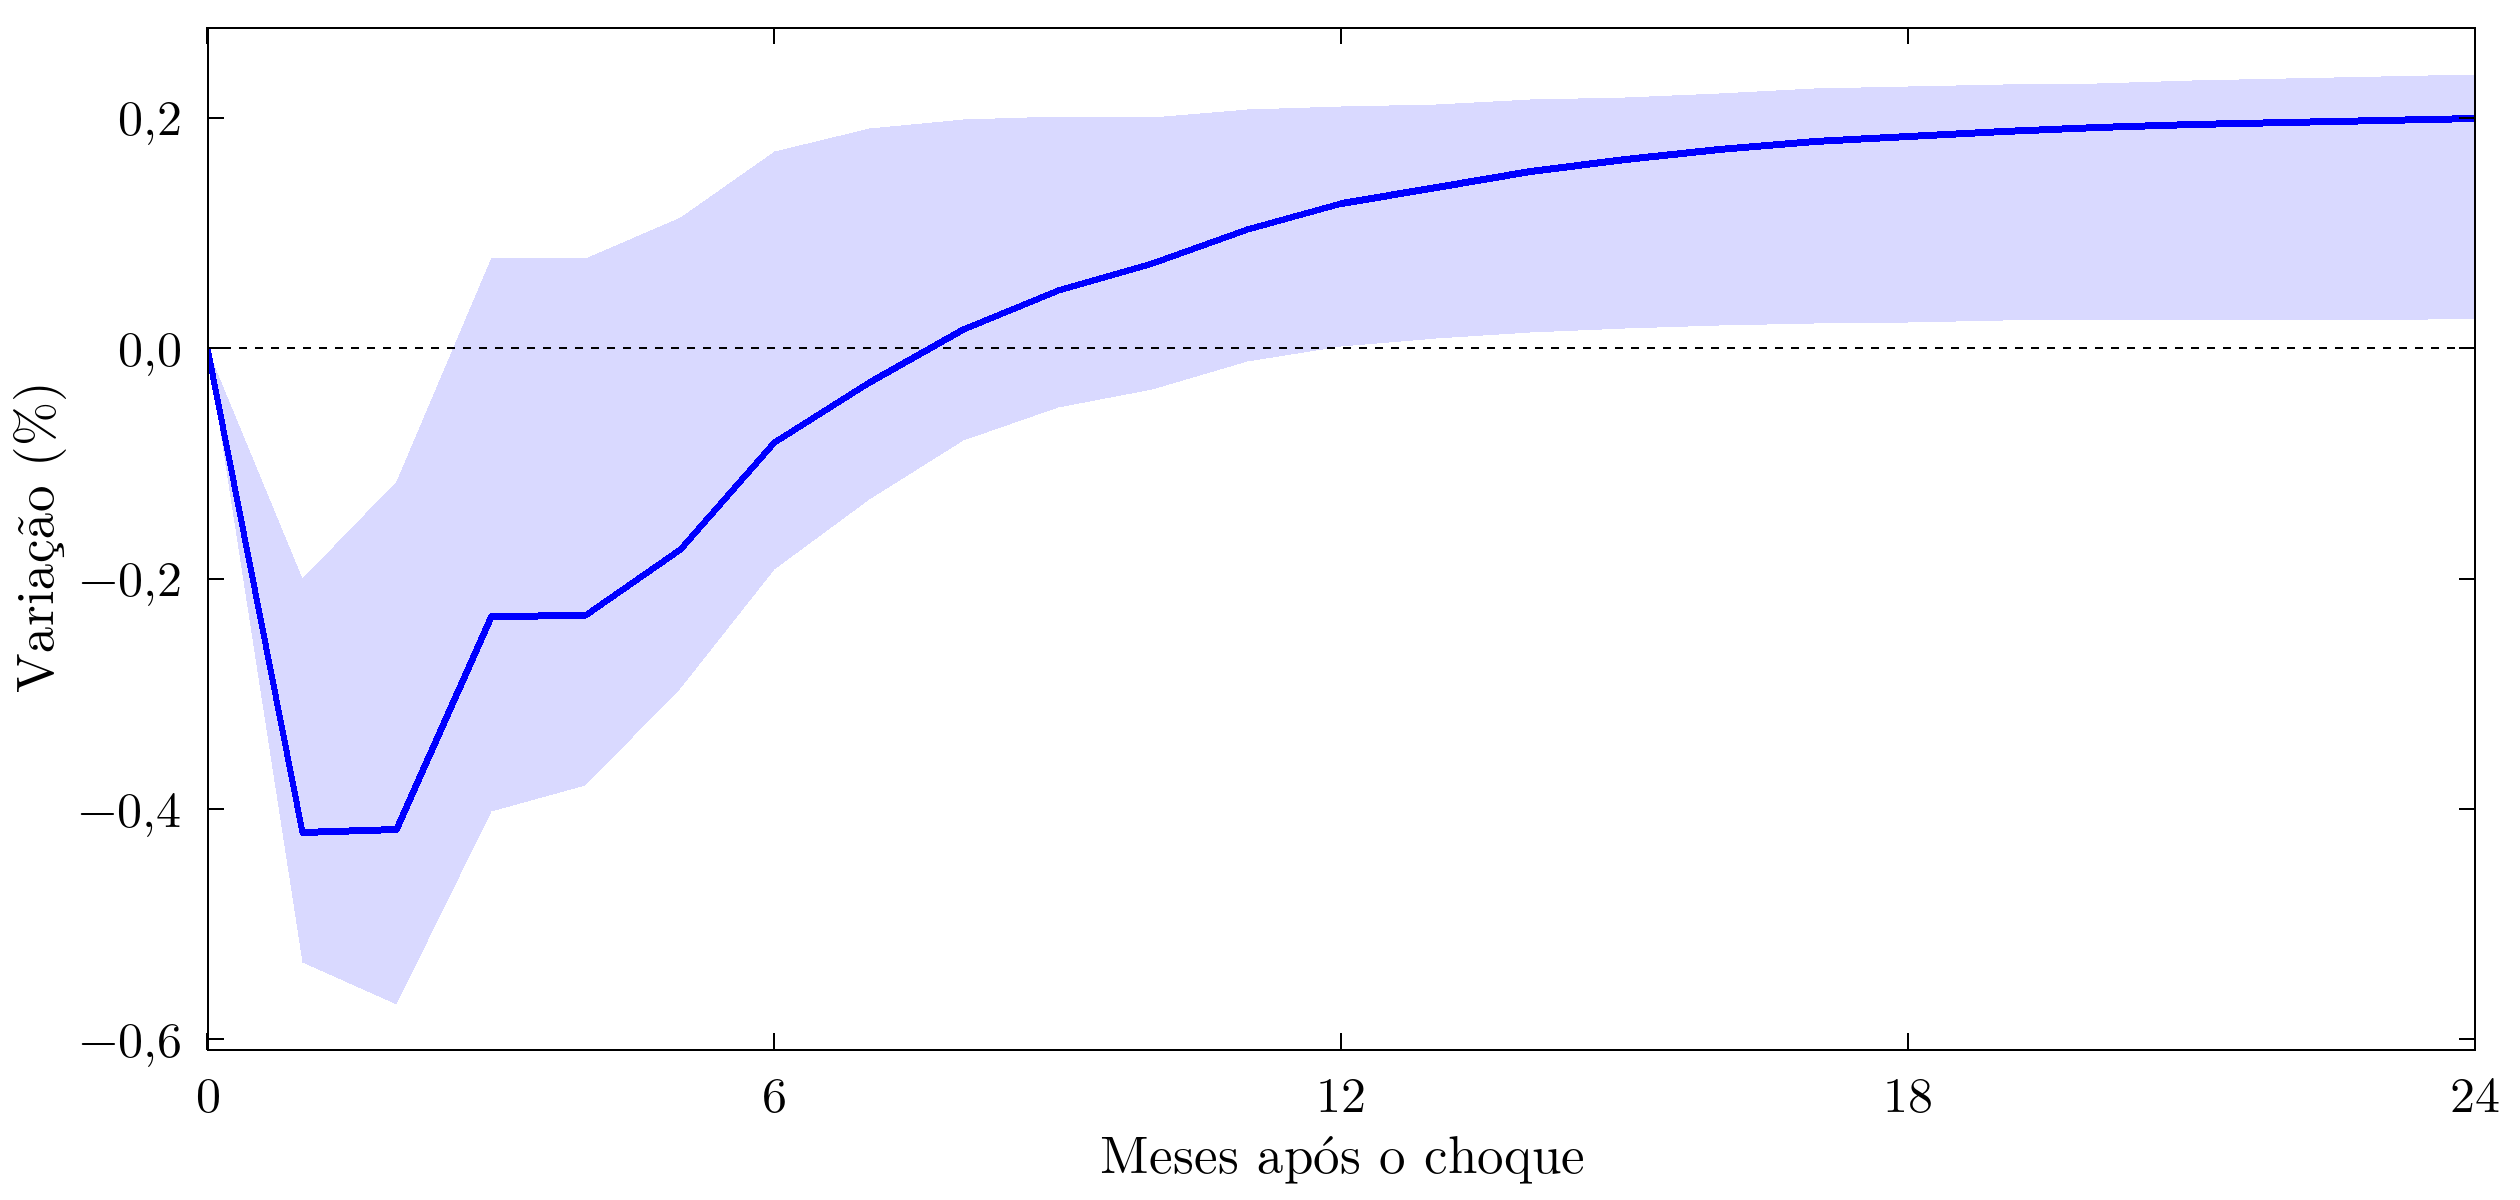 Variação (%)
0,2
0,0
−0,2
−0,4
−0,6
0 6 12 18 24
Meses após o choque